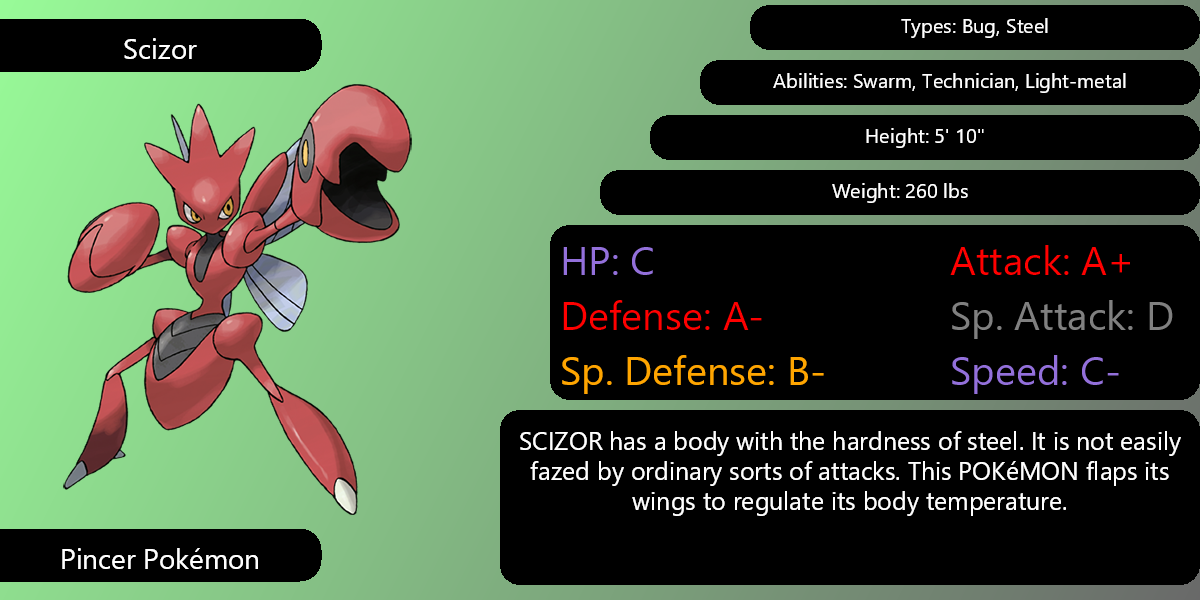 Scizor
Types: Bug, Steel
Abilities: Swarm, Technician, Light-metal
Height: 5' 10"
Weight: 260 lbs
HP: C
Attack: A+
Defense: A-
Sp. Attack: D
Sp. Defense: B-
Speed: C-
SCIZOR has a body with the hardness of steel. It is not easily
fazed by ordinary sorts of attacks. This POKéMON flaps its
wings to regulate its body temperature.
Pincer Pokémon